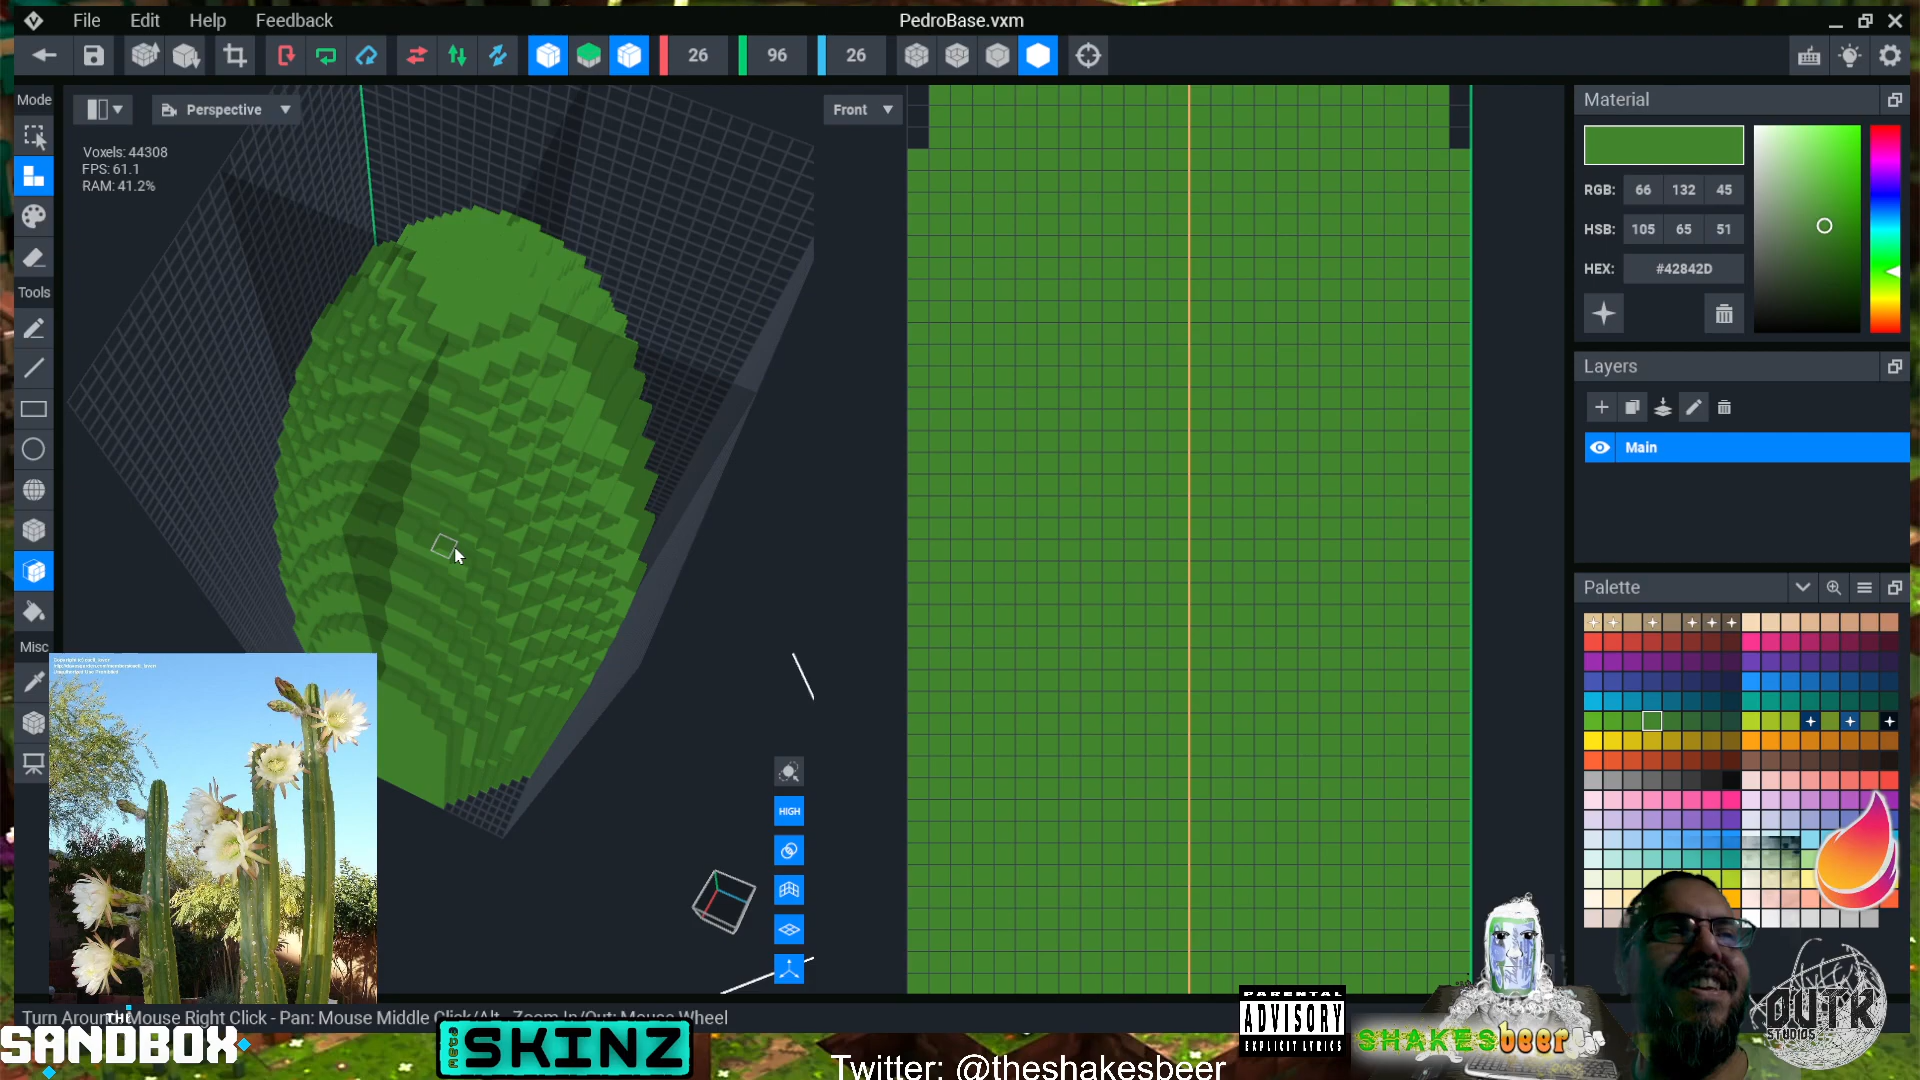 File Edit Help Feedback
PedroBase.vxm
26 96 26
Mode
Perspective
Front
Voxels: 44308
FPS: 61.1
RAM: 41.2%
Tools
Misc
HIGH
Material
RGB: 66 132 45
HSB: 105 65 51
HEX: #42842D
Layers
Main
Palette
Turn Around: Mouse Right Click - Pan: Mouse Middle Click/Alt - Zoom In/Out: Mouse Wheel
THE
SANDBOX
SKINZ
PARENTAL
ADVISORY
EXPLICIT LYRICS
SHAKESbeer
Twitter: @theshakesbeer
OUTR
STUDIOS